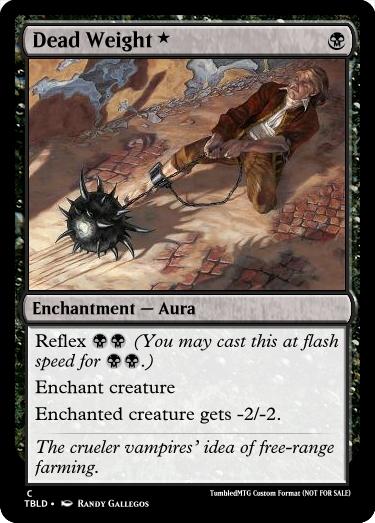 Dead Weight ★
Enchantment — Aura
Reflex (You may cast this at flash
speed for .)
Enchant creature
Enchanted creature gets -2/-2.
The crueler vampires' idea of free-range
farming.
C
TBLD • RANDY GALLEGOS
TumbledMTG Custom Format (NOT FOR SALE)